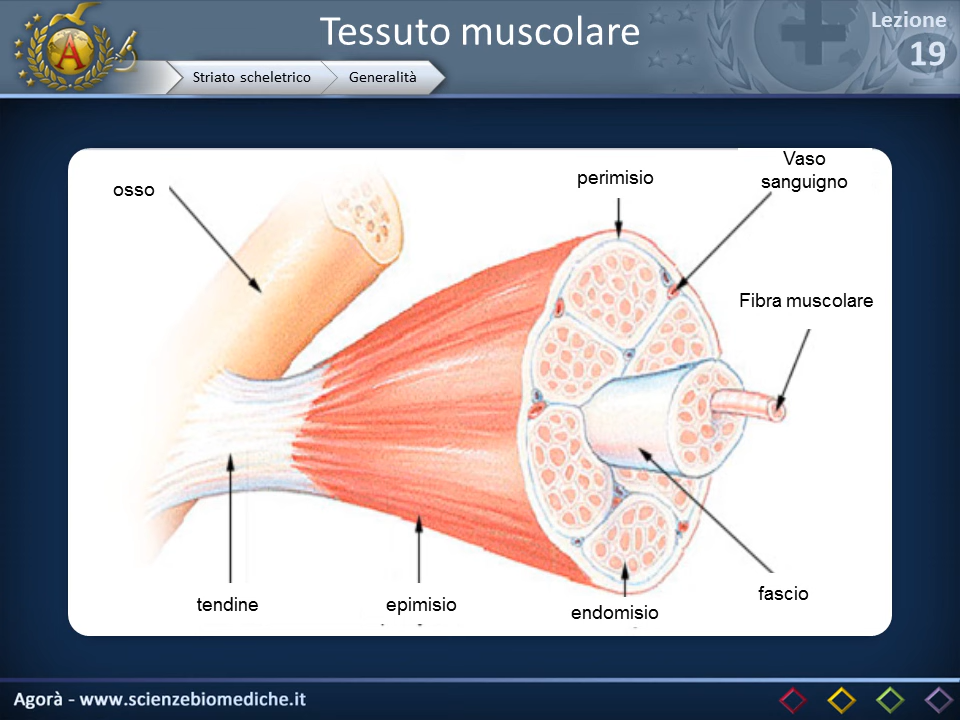 Tessuto muscolare
Lezione
19
Striato scheletrico
Generalità
osso
perimisio
Vaso
sanguigno
Fibra muscolare
tendine
epimisio
endomisio
fascio
Agorà - www.scienzebiomediche.it